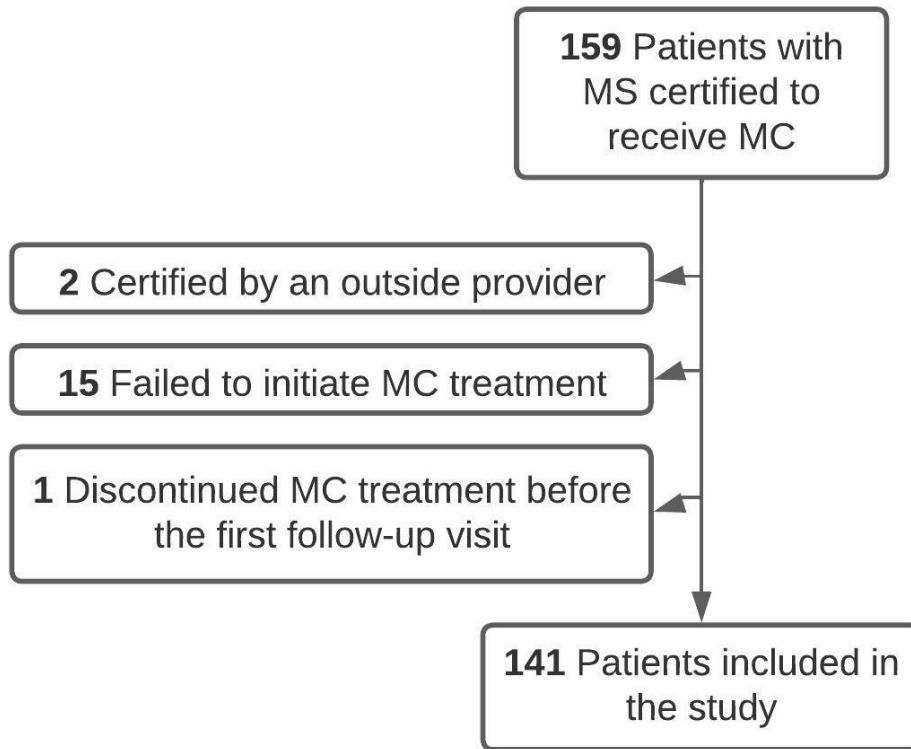 159 Patients with
MS certified to
receive MC
2 Certified by an outside provider
15 Failed to initiate MC treatment
1 Discontinued MC treatment before
the first follow-up visit
141 Patients included in
the study